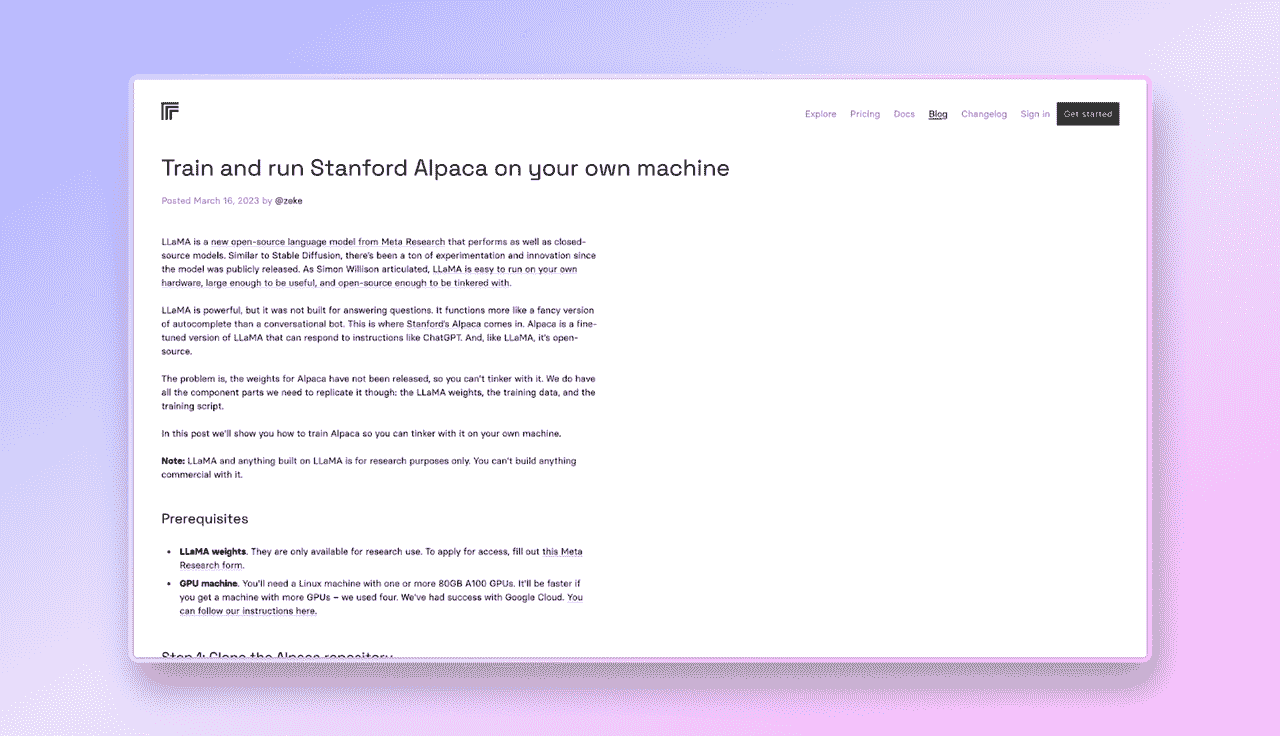 Explore Pricing Docs Blog Changelog Sign in Get started
Train and run Stanford Alpaca on your own machine
Posted March 16, 2023 by @zeke
LLaMA is a new open-source language model from Meta Research that performs as well as closed-
source models. Similar to Stable Diffusion, there's been a ton of experimentation and innovation since
the model was publicly released. As Simon Willison articulated, LLaMA is easy to run on your own
hardware, large enough to be useful, and open-source enough to be tinkered with.
LLaMA is powerful, but it was not built for answering questions. It functions more like a fancy version
of autocomplete than a conversational bot. This is where Stanford's Alpaca comes in. Alpaca is a fine-
tuned version of LLaMA that can respond to instructions like ChatGPT. And, like LLaMA, it's open-
source.
The problem is, the weights for Alpaca have not been released, so you can't tinker with it. We do have
all the component parts we need to replicate it though: the LLaMA weights, the training data, and the
training script.
In this post we'll show you how to train Alpaca so you can tinker with it on your own machine.
Note: LLaMA and anything built on LLaMA is for research purposes only. You can't build anything
commercial with it.
Prerequisites
• LLaMA weights. They are only available for research use. To apply for access, fill out this Meta
Research form.
• GPU machine. You'll need a Linux machine with one or more 80GB A100 GPUs. It'll be faster if
you get a machine with more GPUs – we used four. We've had success with Google Cloud. You
can follow our instructions here.
Step 1: Clone the Alpaca repository